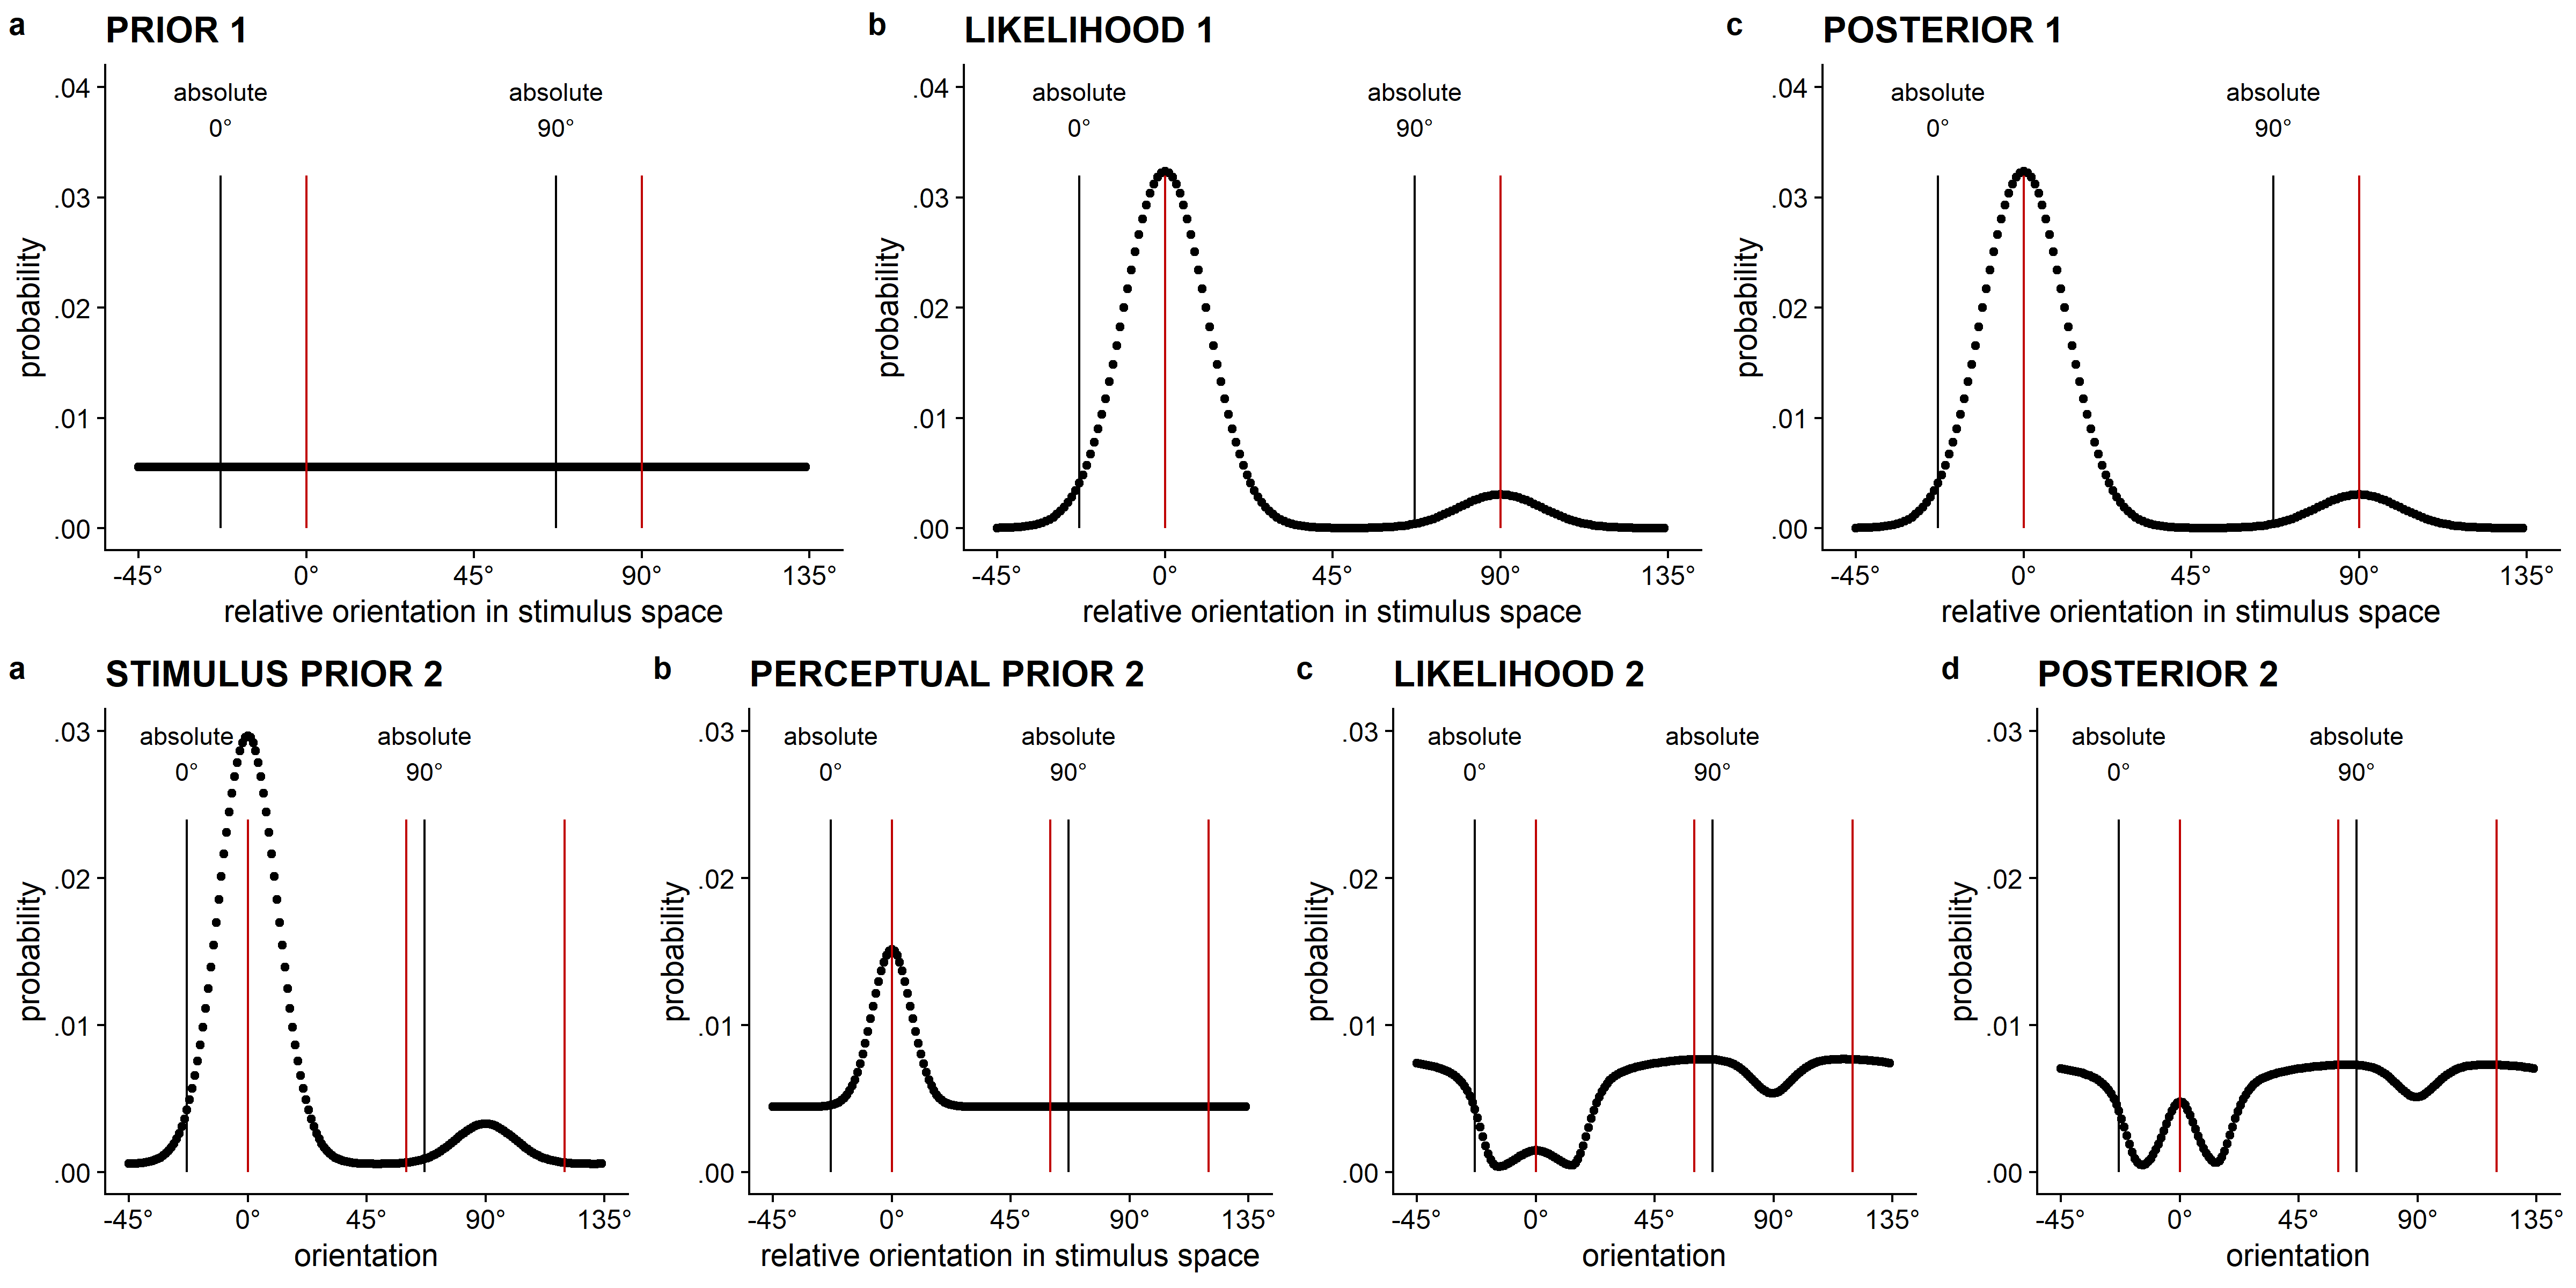 a PRIOR 1
.04
.03
.02
.01
.00
probability
absolute
0°
absolute
90°
-45° 0° 45° 90° 135°
relative orientation in stimulus space
b LIKELIHOOD 1
.04
.03
.02
.01
.00
probability
absolute
0°
absolute
90°
-45° 0° 45° 90° 135°
relative orientation in stimulus space
c POSTERIOR 1
.04
.03
.02
.01
.00
probability
absolute
0°
absolute
90°
-45° 0° 45° 90° 135°
relative orientation in stimulus space
a STIMULUS PRIOR 2
.03
.02
.01
.00
probability
absolute
0°
absolute
90°
-45° 0° 45° 90° 135°
orientation
b PERCEPTUAL PRIOR 2
.03
.02
.01
.00
probability
absolute
0°
absolute
90°
-45° 0° 45° 90° 135°
relative orientation in stimulus space
c LIKELIHOOD 2
.03
.02
.01
.00
probability
absolute
0°
absolute
90°
-45° 0° 45° 90° 135°
orientation
d POSTERIOR 2
.03
.02
.01
.00
probability
absolute
0°
absolute
90°
-45° 0° 45° 90° 135°
orientation